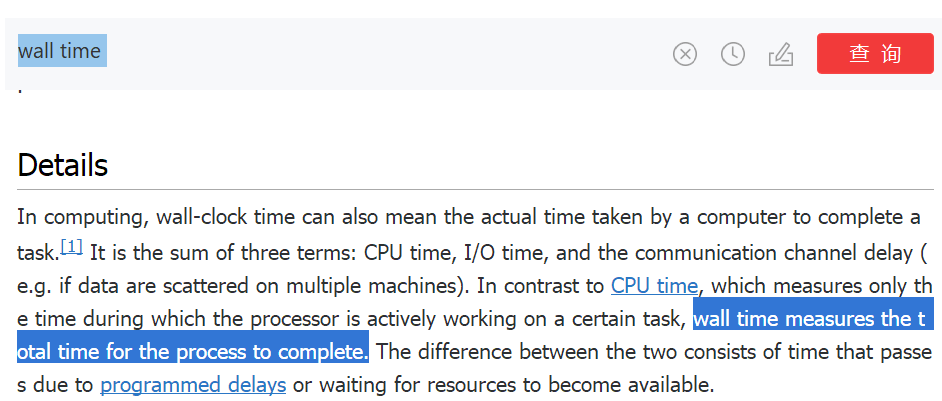 wall time
查 询
Details
In computing, wall-clock time can also mean the actual time taken by a computer to complete a
task.[1] It is the sum of three terms: CPU time, I/O time, and the communication channel delay (
e.g. if data are scattered on multiple machines). In contrast to CPU time, which measures only th
e time during which the processor is actively working on a certain task, wall time measures the t
otal time for the process to complete. The difference between the two consists of time that passe
s due to programmed delays or waiting for resources to become available.